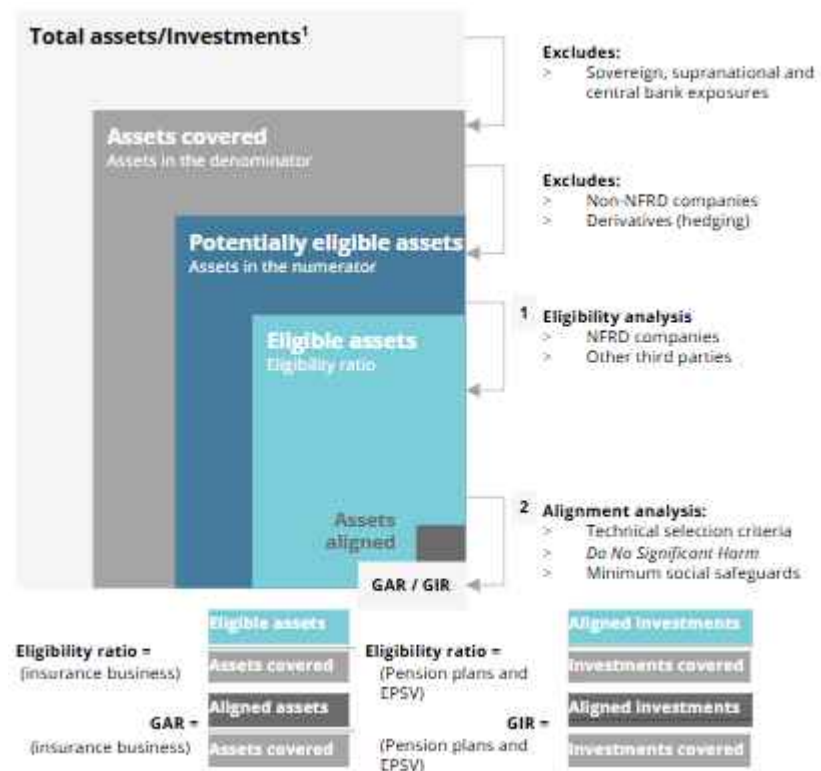 Total assets/Investments¹
Excludes:
> Sovereign, supranational and
central bank exposures
Assets covered
Assets in the denominator
Excludes:
> Non-NFRD companies
> Derivatives (hedging)
Potentially eligible assets
Assets in the numerator
1 Eligibility analysis
> NFRD companies
> Other third parties
Eligible assets
Eligibility ratio
2 Alignment analysis:
> Technical selection criteria
> Do No Significant Harm
> Minimum social safeguards
Assets
aligned
GAR / GIR
Eligibility ratio =
(insurance business)
Eligible assets
Assets covered
Eligibility ratio =
(Pension plans and
EPSV)
Aligned Investments
Investments covered
GAR =
(insurance business)
Aligned assets
Assets covered
GIR =
(Pension plans and
EPSV)
Aligned Investments
Investments covered